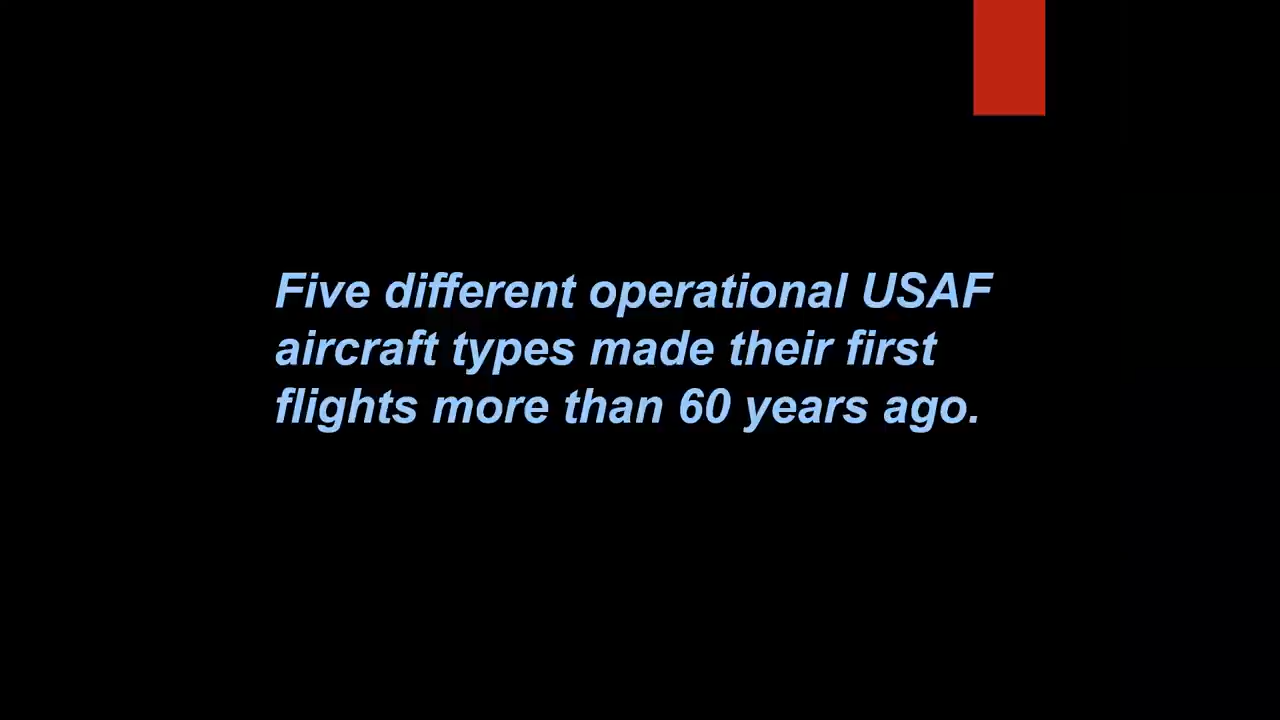 Five different operational USAF
aircraft types made their first
flights more than 60 years ago.